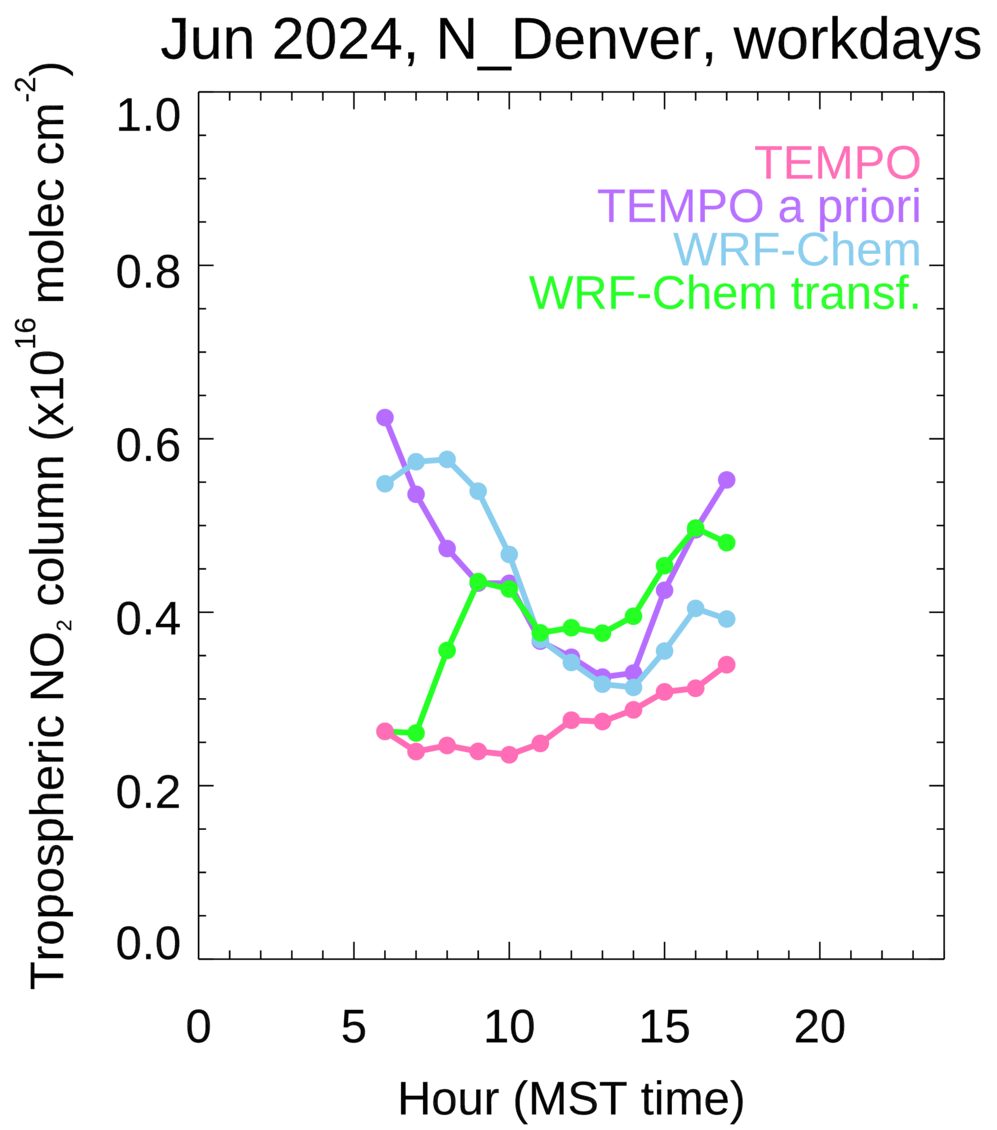 Jun 2024, N_Denver, workdays
Tropospheric NO₂ column (x10¹⁶ molec cm⁻²)
1.0
0.8
0.6
0.4
0.2
0.0
TEMPO
TEMPO a priori
WRF-Chem
WRF-Chem transf.
0 5 10 15 20
Hour (MST time)